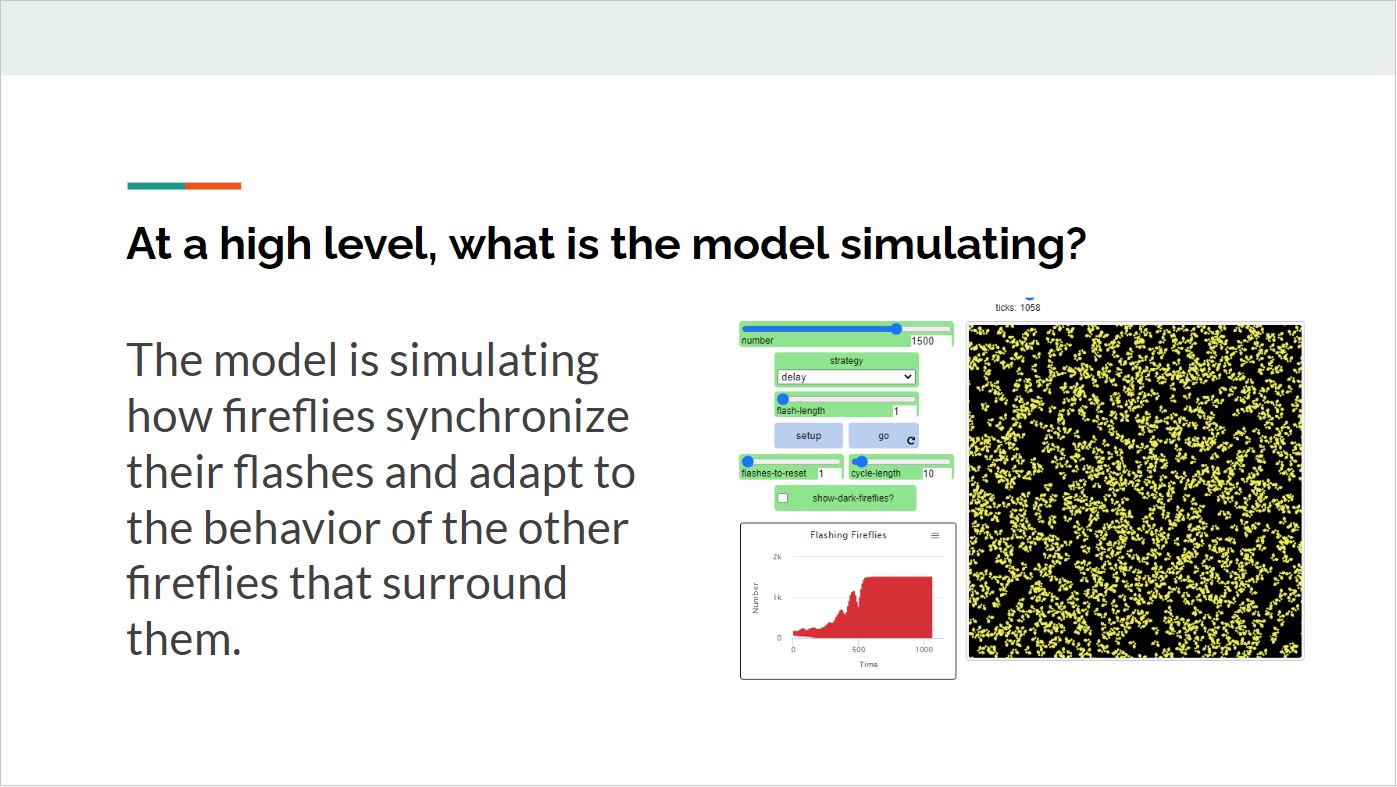 At a high level, what is the model simulating?
The model is simulating
how fireflies synchronize
their flashes and adapt to
the behavior of the other
fireflies that surround
them.
ticks: 1058
number 1500
strategy
delay
flash-length 1
setup go
flashes-to-reset 1 cycle-length 10
show-dark-fireflies?
Flashing Fireflies
2k
1k
0
Number
0 500 1000
Time